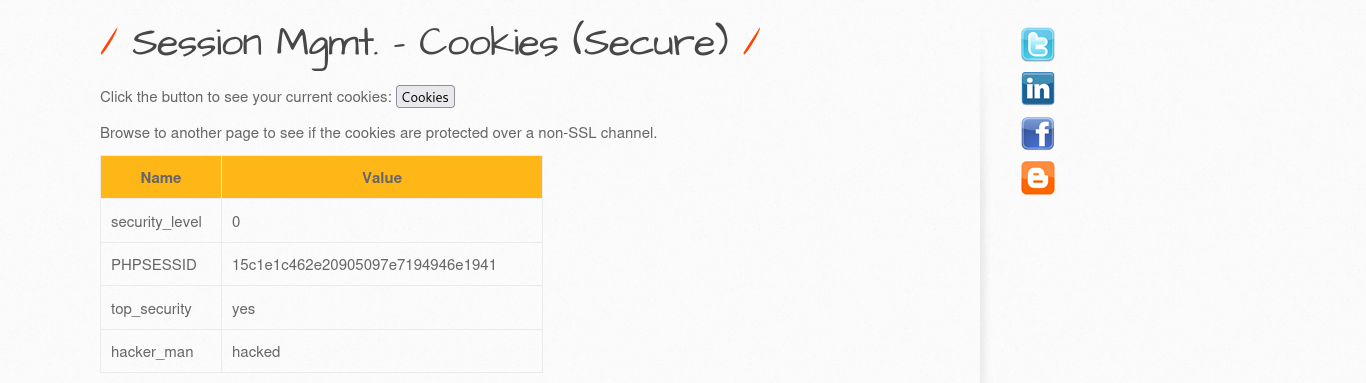 / Session Mgmt. - Cookies (Secure) /
Click the button to see your current cookies: Cookies
Browse to another page to see if the cookies are protected over a non-SSL channel.
Name Value
security_level 0
PHPSESSID 15c1e1c462e20905097e7194946e1941
top_security yes
hacker_man hacked
t
in
f
B